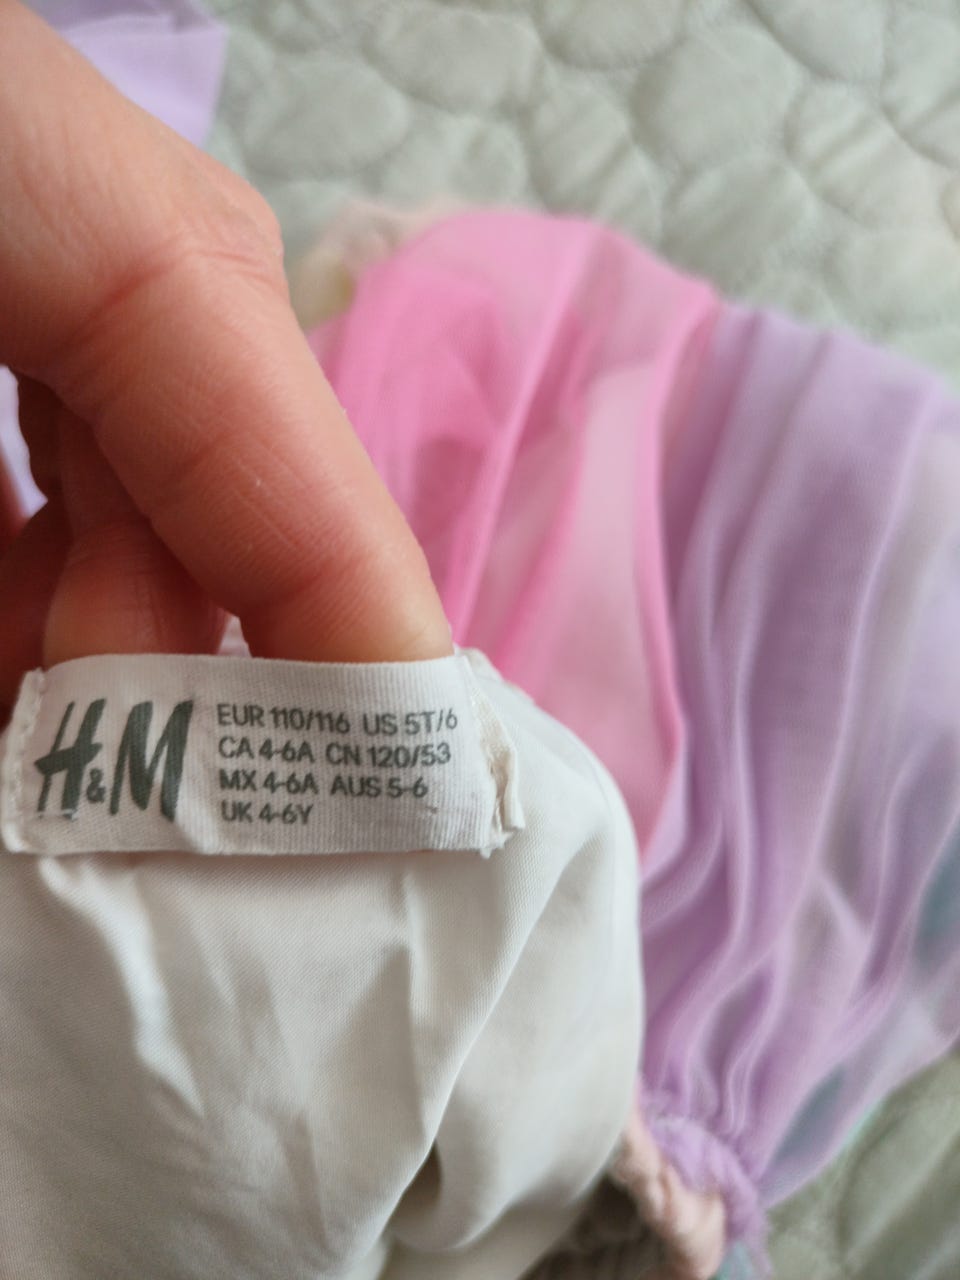 H&M
EUR 110/116 US 5T/6
CA 4-6A CN 120/53
MX 4-6A AUS 5-6
UK 4-6Y